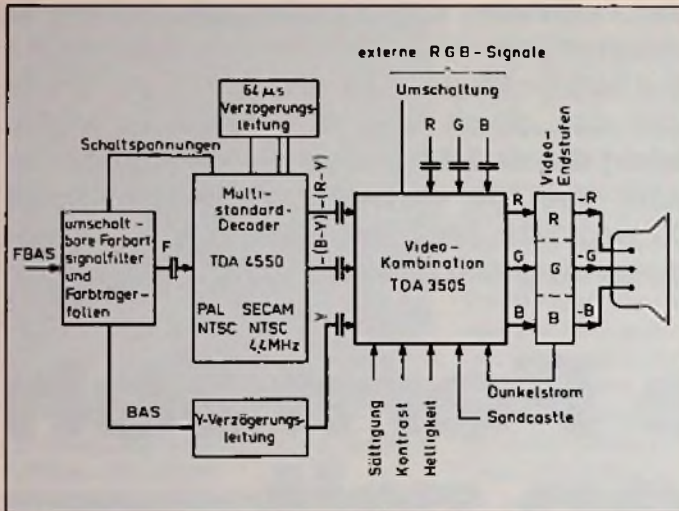 externe RGB-Signale
Umschaltung
R G B
64 µs
Verzögerungs-
leitung
Schaltspannungen
Video-
Endstufen
umschalt-
bare Farbart-
signalfilter
und
Farbträger-
fallen
FBAS
F
Multi-
standard-
Decoder
TDA 4550
PAL SECAM
NTSC NTSC
4,4MHz
-(R-Y)
-(B-Y)
Y
Video-
Kombination
TDA 3505
R
G
B
R
G
B
-R
-G
-B
BAS
Y-Verzögerungs-
leitung
Sättigung
Kontrast
Helligkeit
Dunkelstrom
Sandcastle